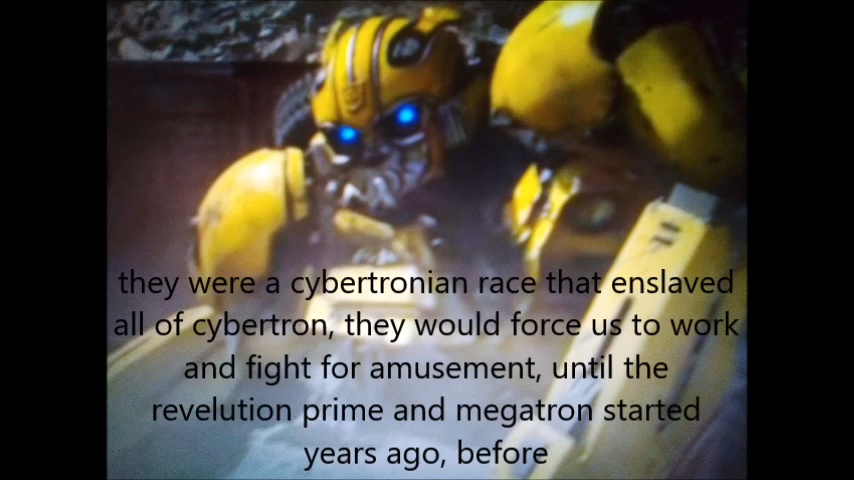 they were a cybertronian race that enslaved
all of cybertron, they would force us to work
and fight for amusement, until the
revelution prime and megatron started
years ago, before